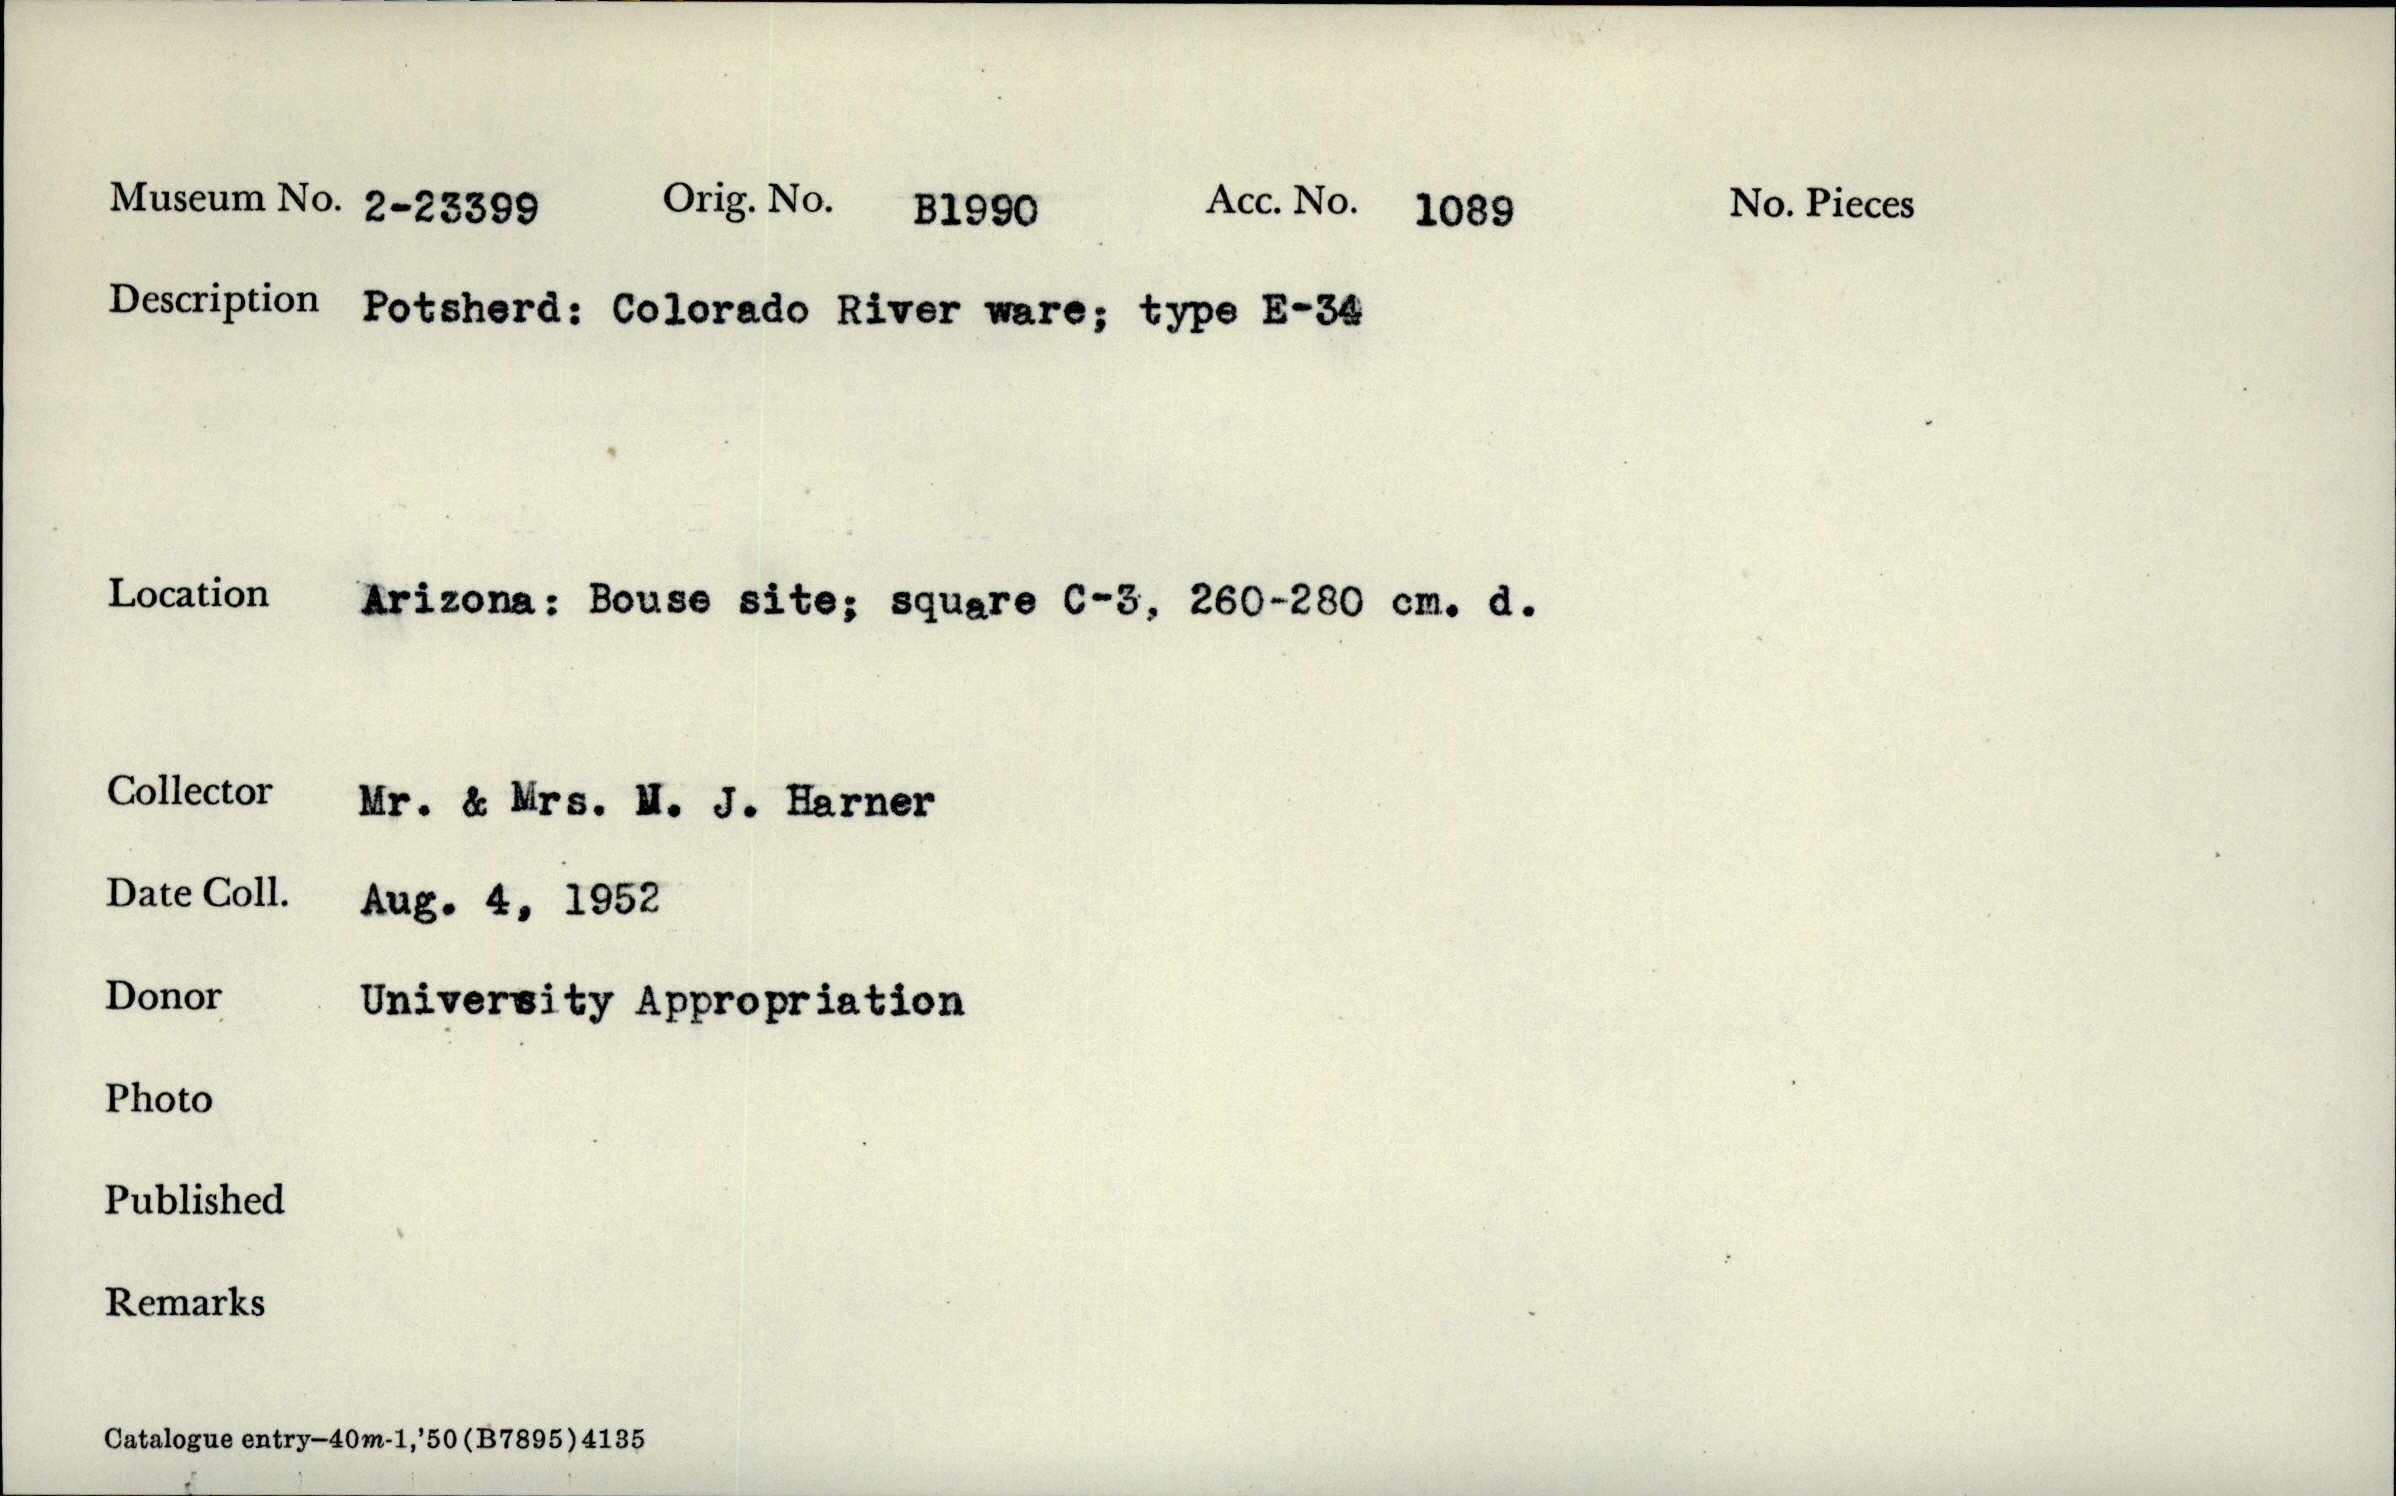 Museum No. 2-23399 Orig. No. B1990 Acc. No. 1089 No. Pieces
Description Potsherd: Colorado River ware; type E-34
Location Arizona: Bouse site; square C-3, 260-280 cm. d.
Collector Mr. & Mrs. M. J. Harner
Date Coll. Aug. 4, 1952
Donor University Appropriation
Photo
Published
Remarks
Catalogue entry—40m-1,'50(B7895)4135